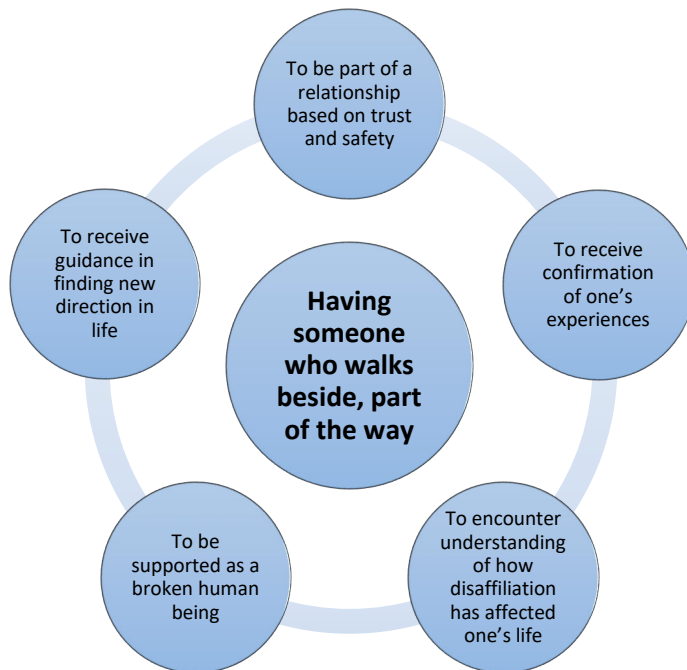 To be part of a
relationship
based on trust
and safety
To receive
confirmation
of one’s
experiences
To encounter
understanding
of how
disaffiliation
has affected
one’s life
To be
supported as a
broken human
being
To receive
guidance in
finding new
direction in
life
Having
someone
who walks
beside, part
of the way